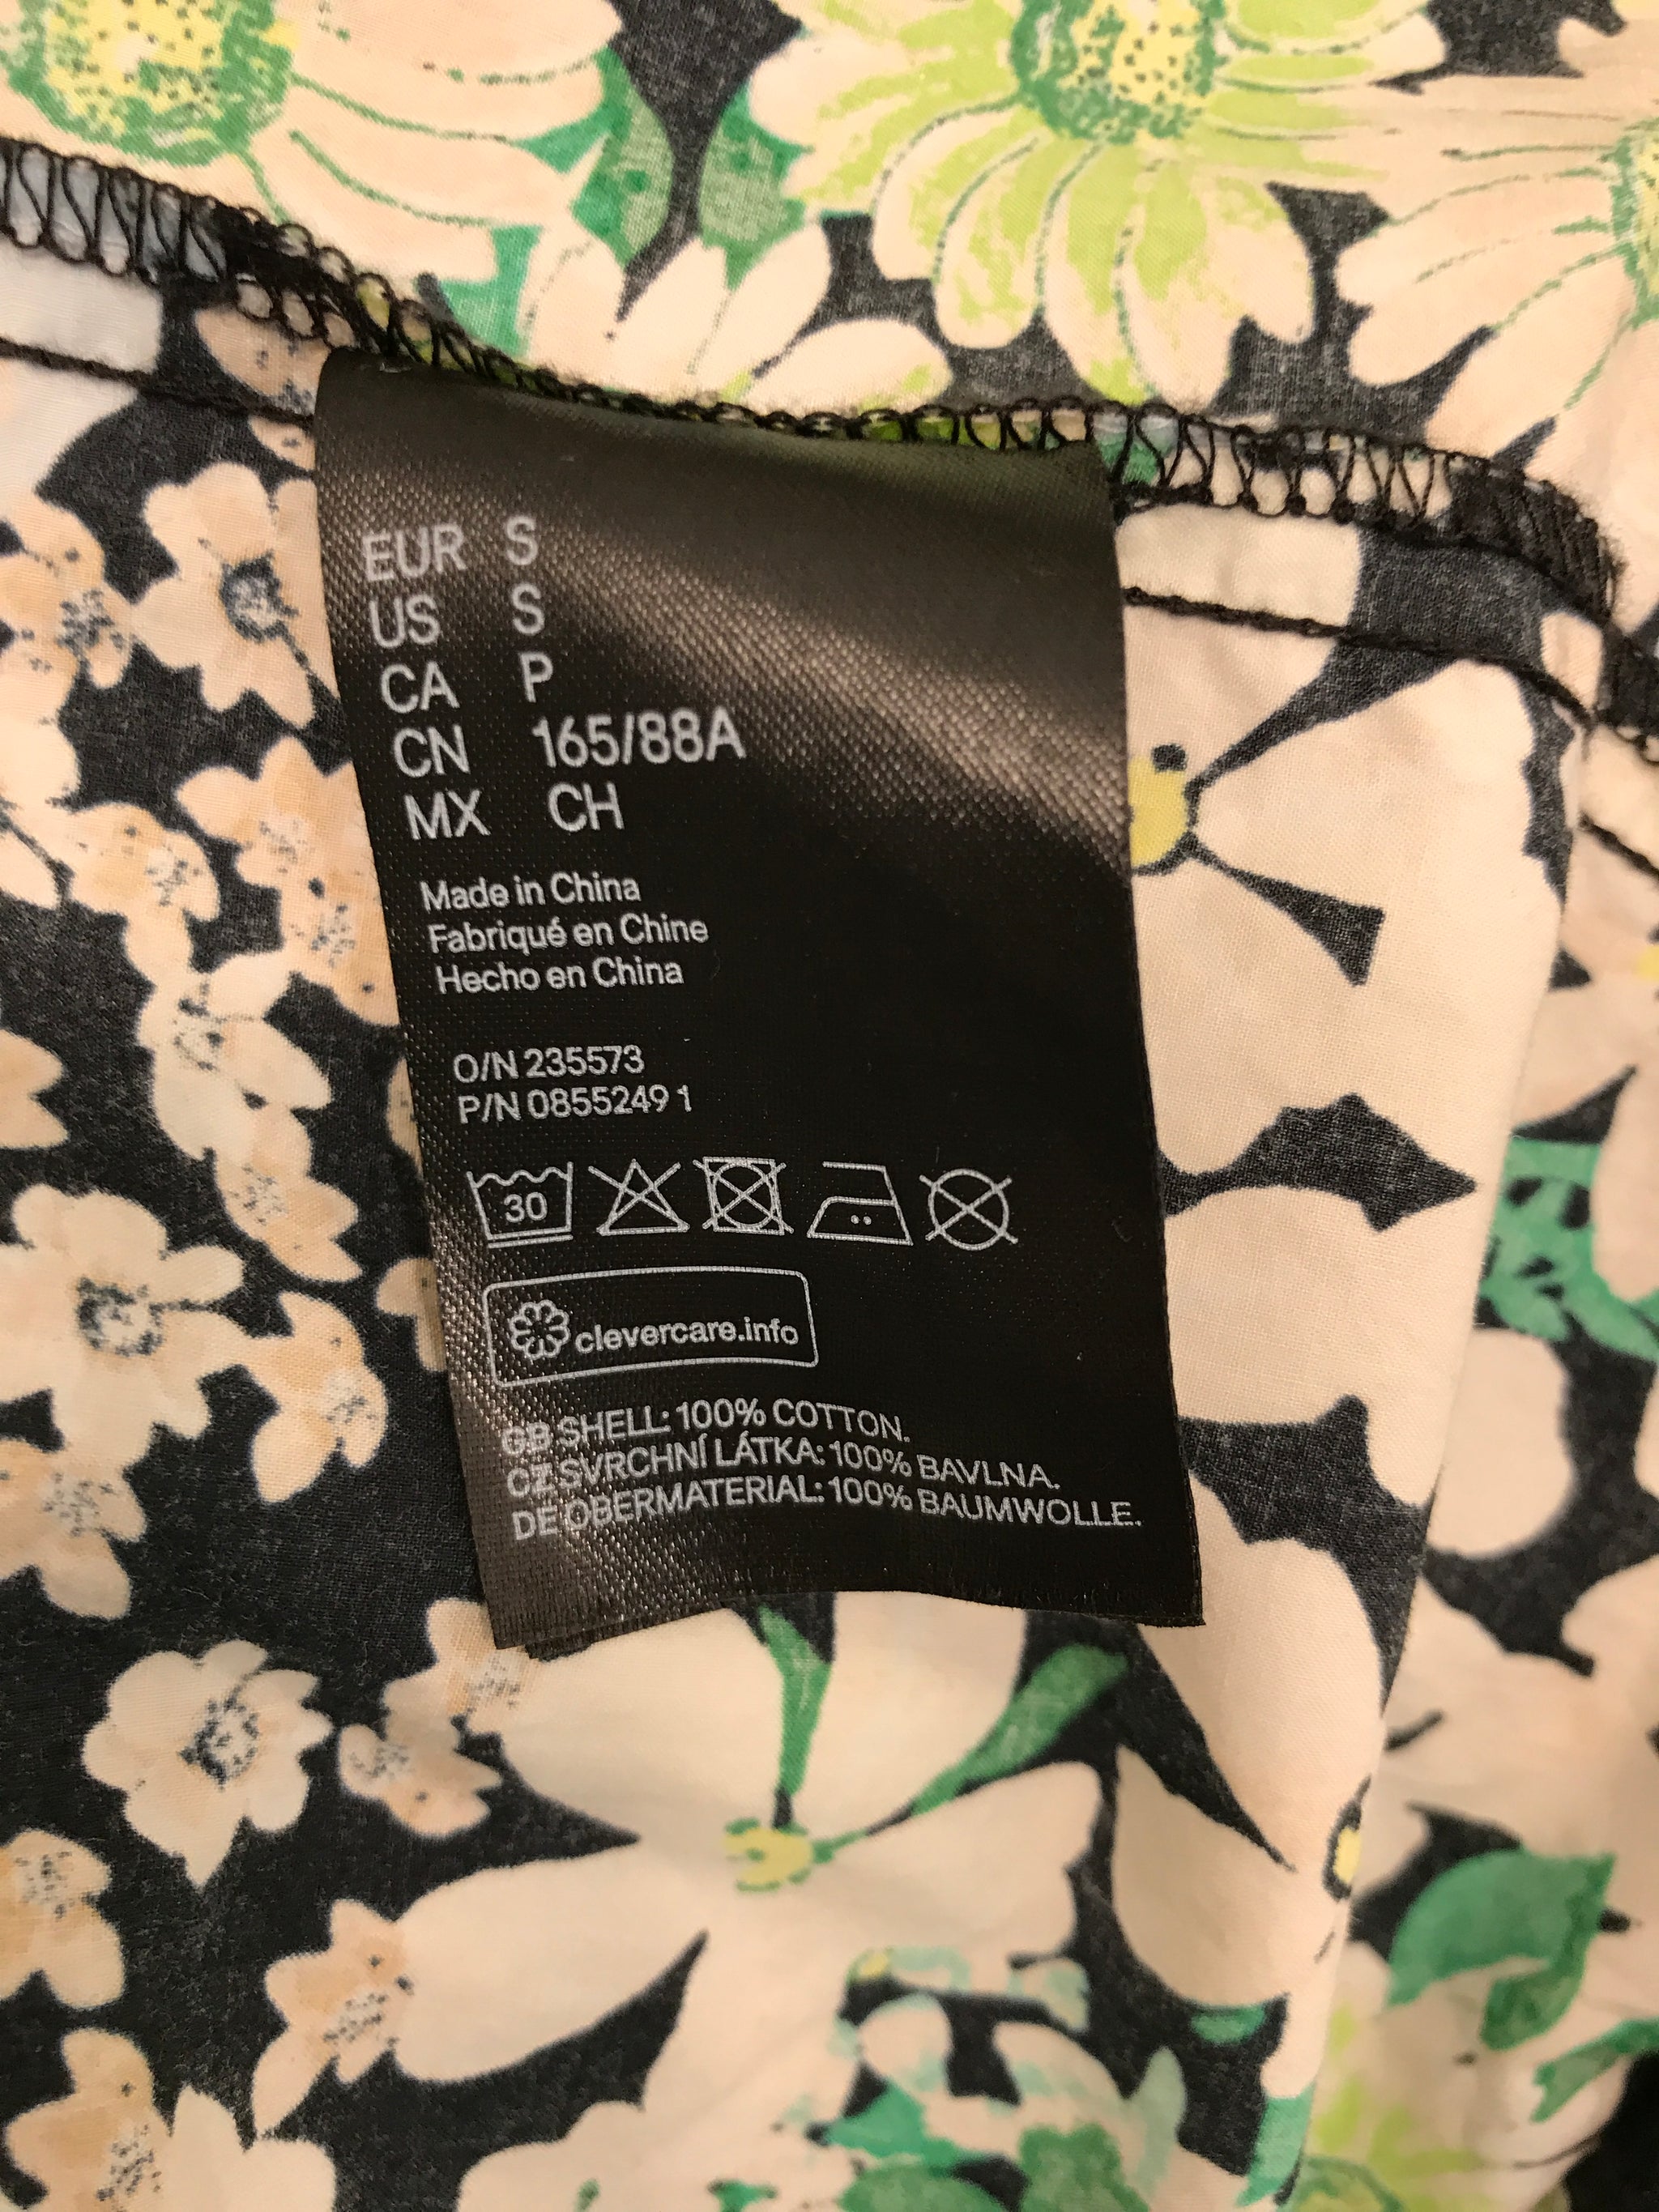 EUR S
US S
CA P
CN 165/88A
MX CH
Made in China
Fabriqué en Chine
Hecho en China
O/N 235573
P/N 0855249 1
30
clevercare.info
GB SHELL: 100% COTTON.
CZ SVRCHNÍ LÁTKA: 100% BAVLNA.
DE OBERMATERIAL: 100% BAUMWOLLE.